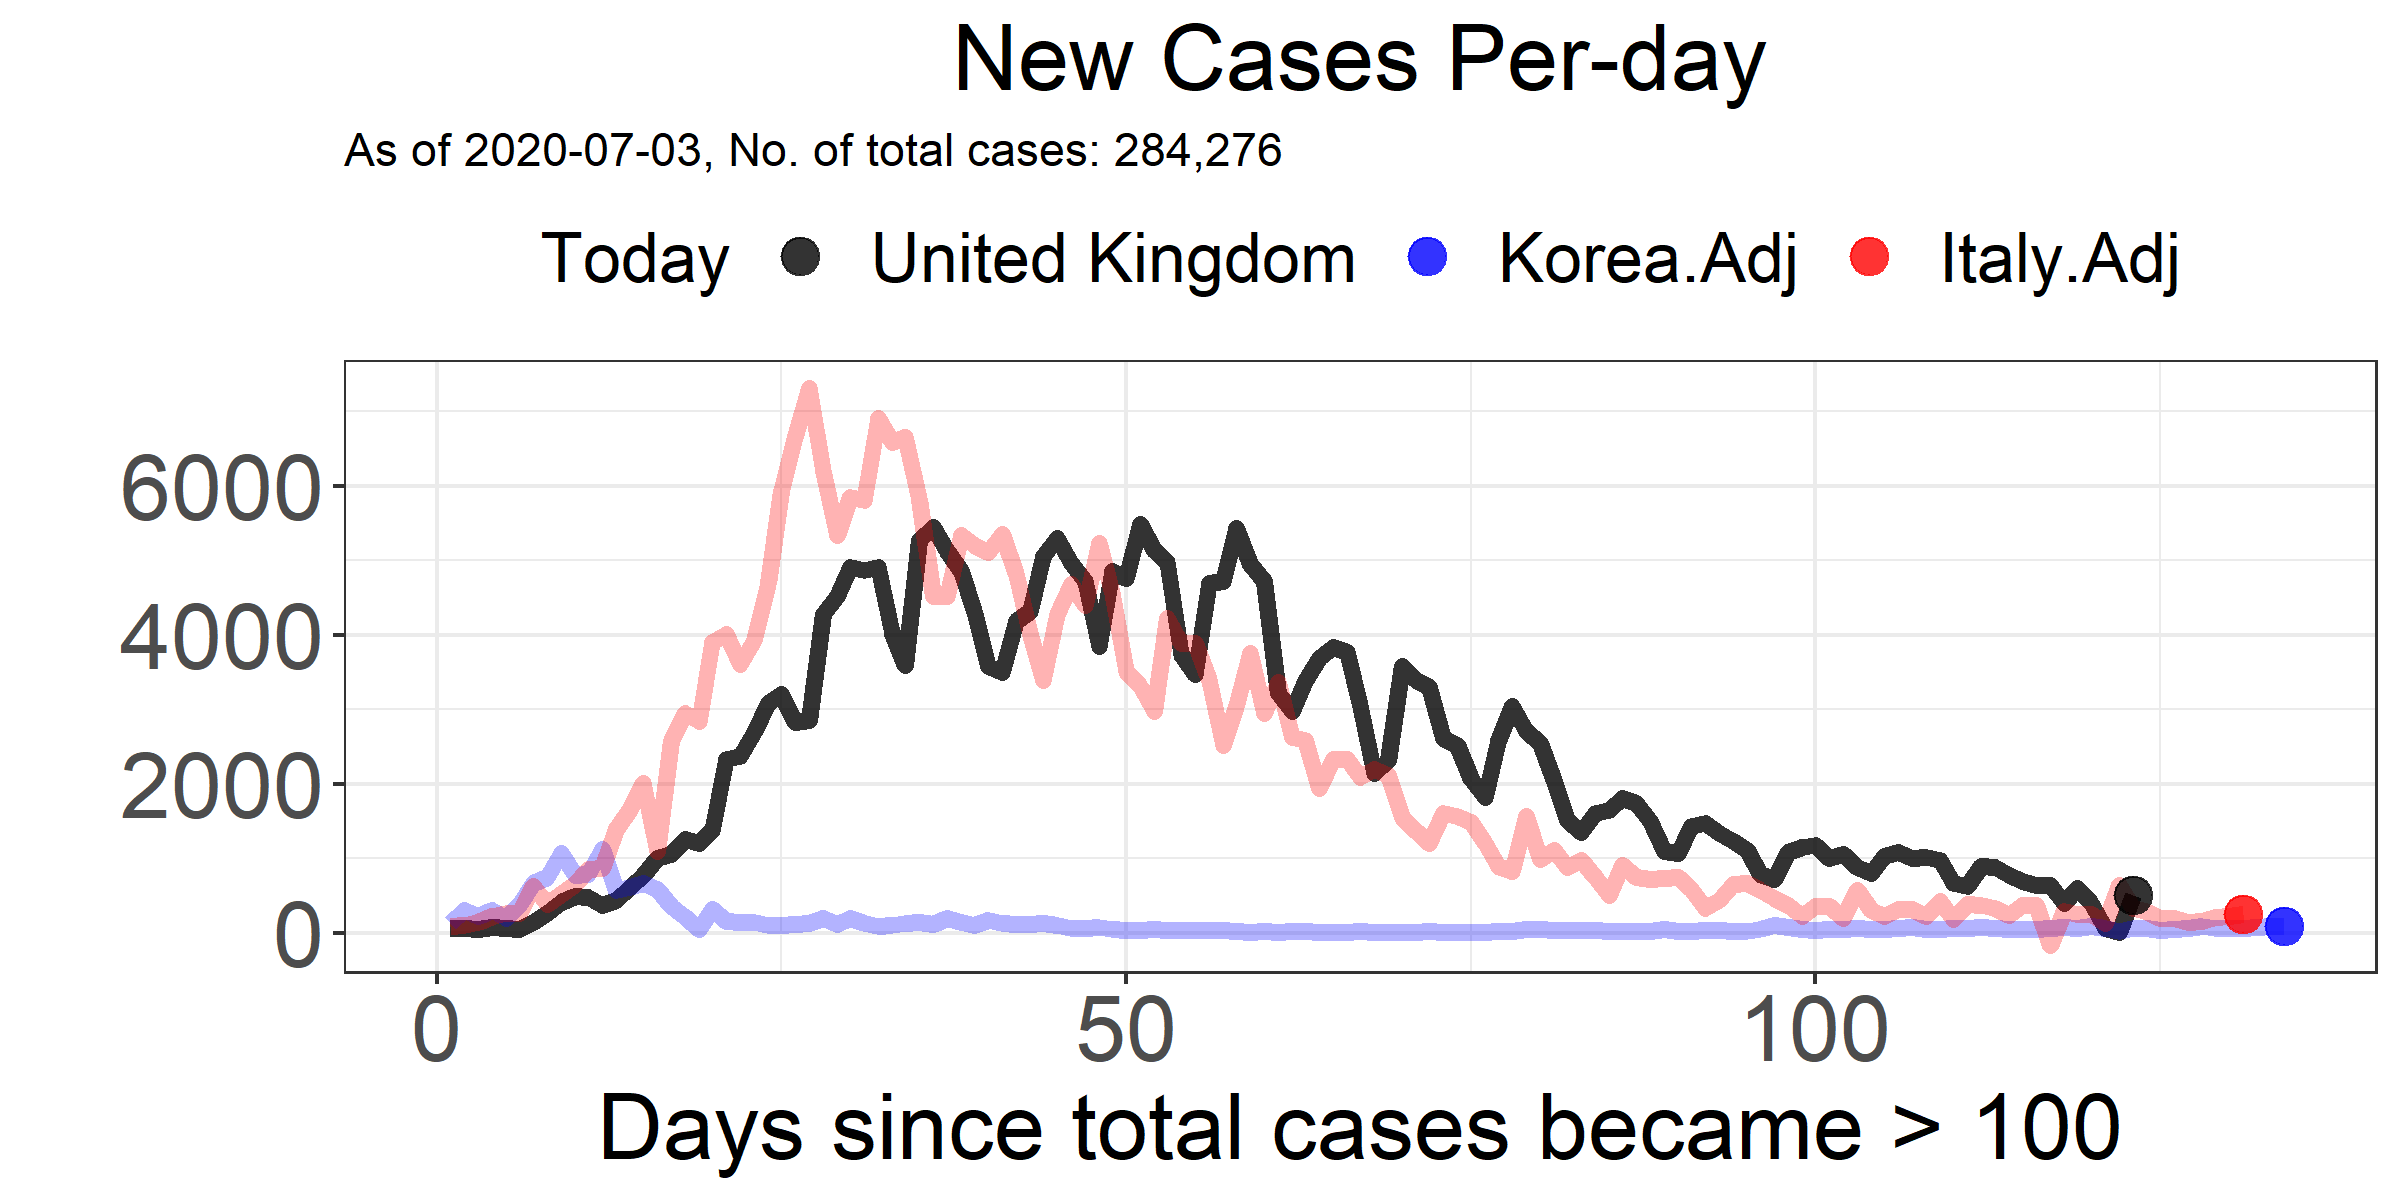 New Cases Per-day
As of 2020-07-03, No. of total cases: 284,276
Today United Kingdom Korea.Adj Italy.Adj
6000
4000
2000
0
0 50 100
Days since total cases became > 100